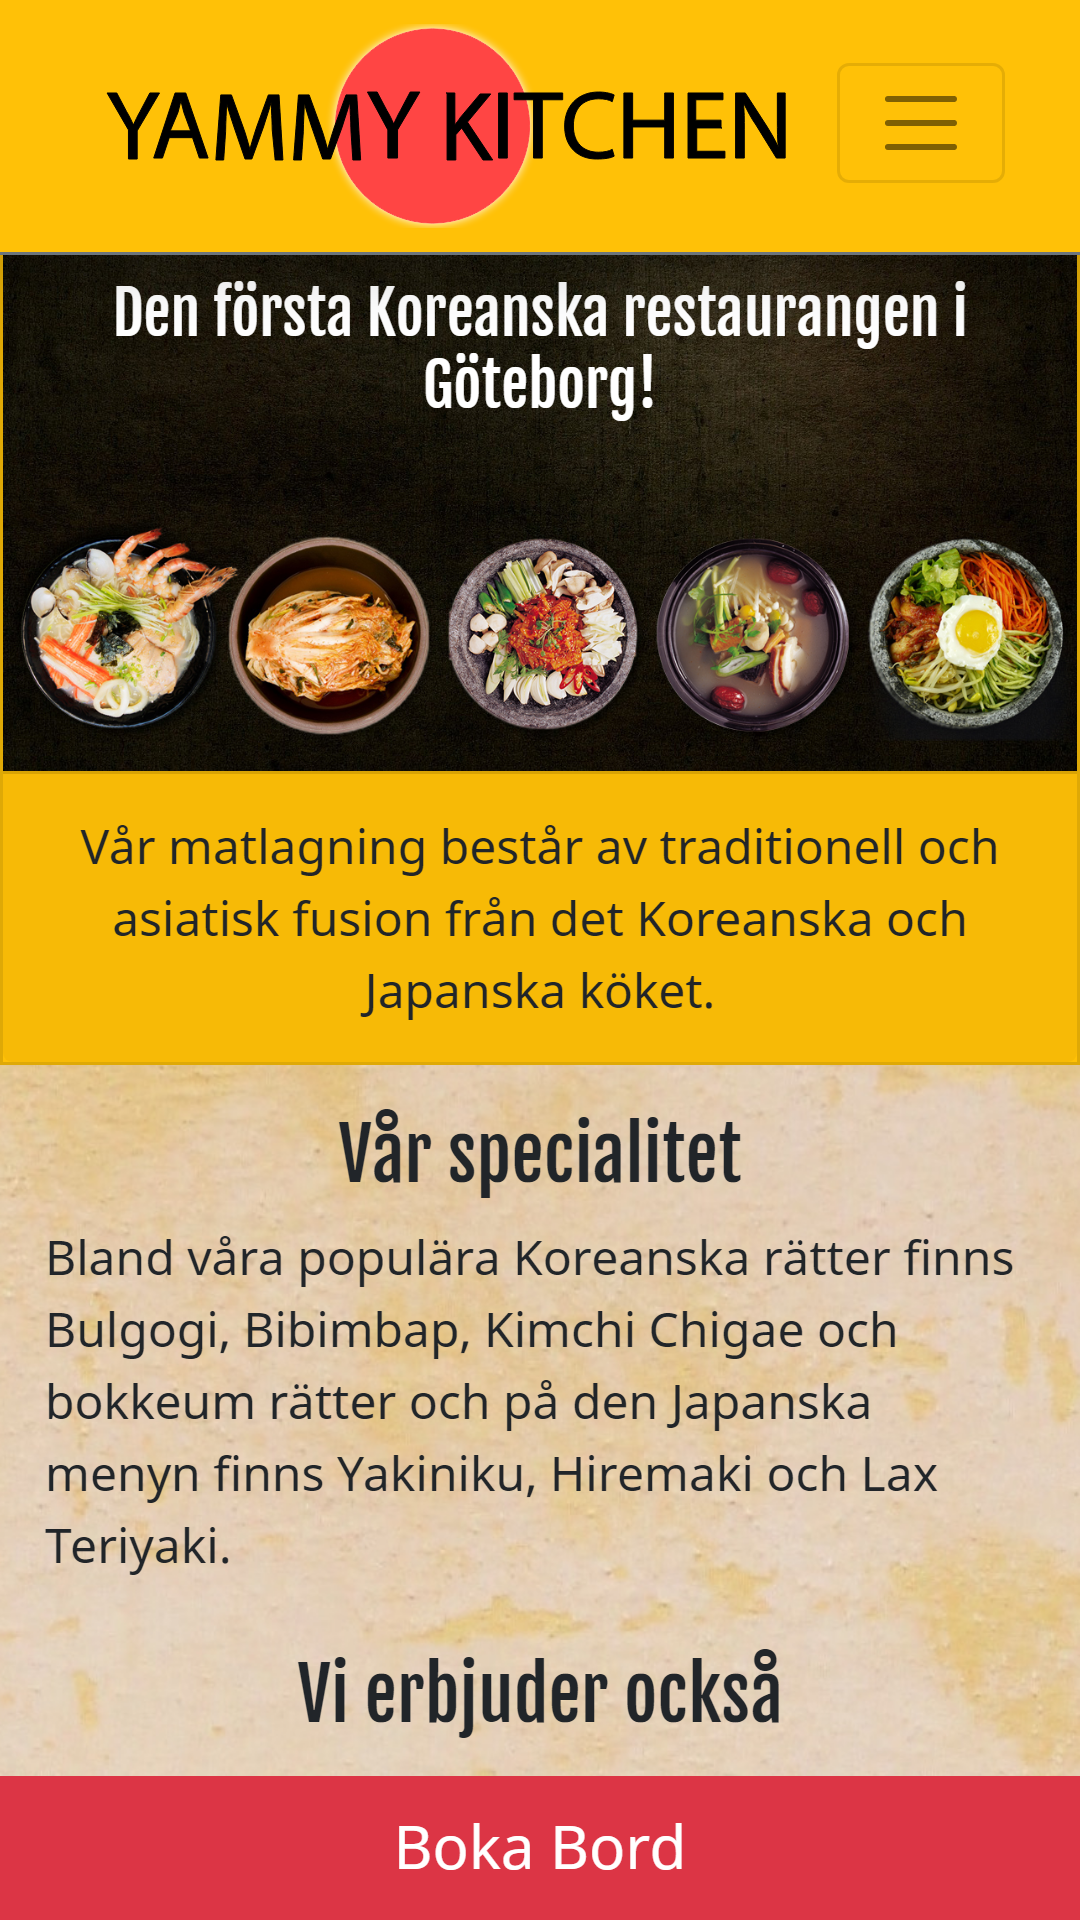 YAMMY KITCHEN
Den första Koreanska restaurangen i
Göteborg!
Vår matlagning består av traditionell och
asiatisk fusion från det Koreanska och
Japanska köket.
Vår specialitet
Bland våra populära Koreanska rätter finns
Bulgogi, Bibimbap, Kimchi Chigae och
bokkeum rätter och på den Japanska
menyn finns Yakiniku, Hiremaki och Lax
Teriyaki.
Vi erbjuder också
Boka Bord